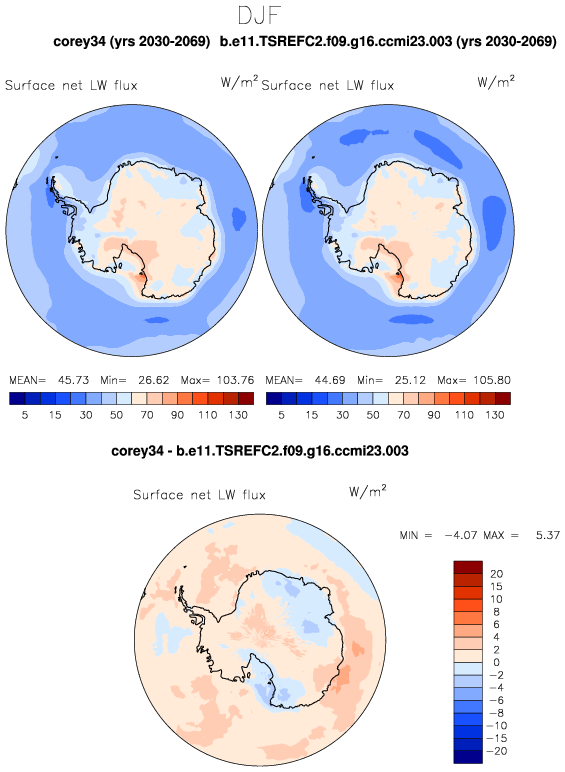 DJF
corey34 (yrs 2030-2069) b.e11.TSREFC2.f09.g16.ccmi23.003 (yrs 2030-2069)
Surface net LW flux W/m² Surface net LW flux W/m²
MEAN= 45.73 Min= 26.62 Max= 103.76 MEAN= 44.69 Min= 25.12 Max= 105.80
5 15 30 50 70 90 110 130 5 15 30 50 70 90 110 130
corey34 - b.e11.TSREFC2.f09.g16.ccmi23.003
Surface net LW flux W/m²
MIN = -4.07 MAX = 5.37
20
15
10
8
6
4
2
0
-2
-4
-6
-8
-10
-15
-20